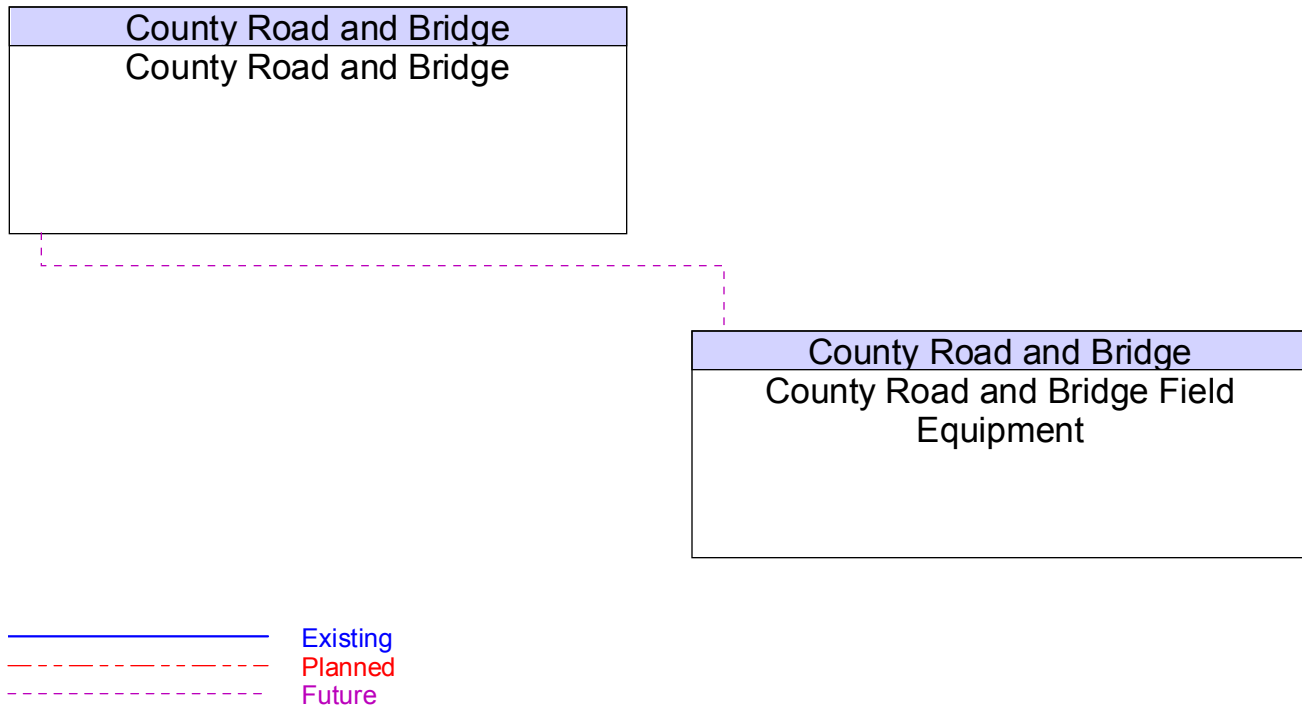 County Road and Bridge
County Road and Bridge
County Road and Bridge
County Road and Bridge Field
Equipment
Existing
Planned
Future